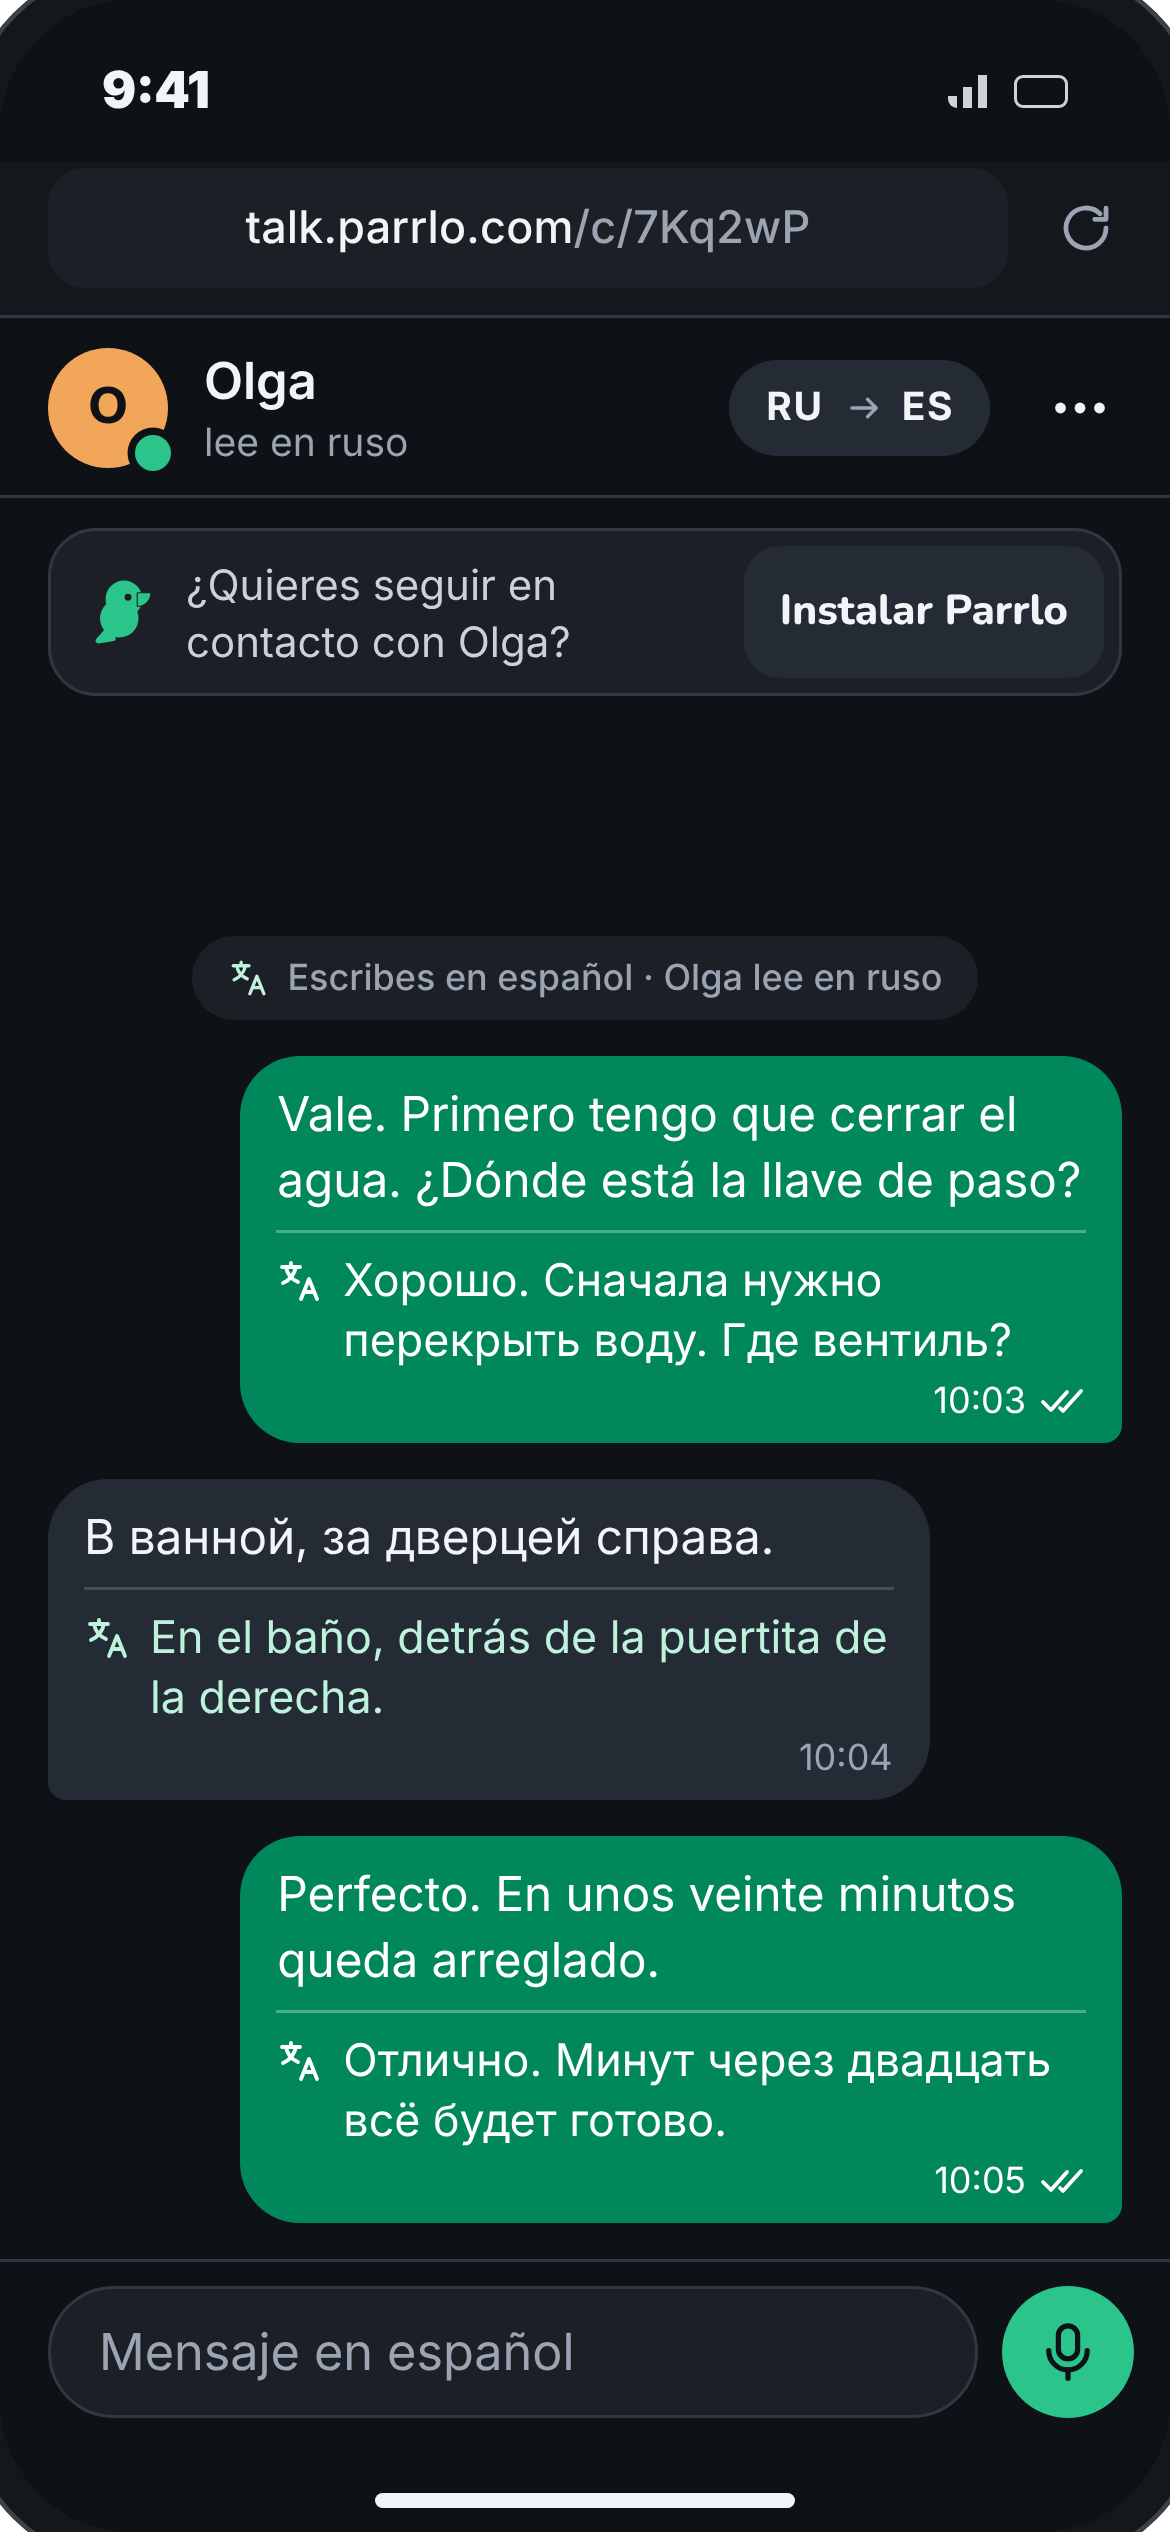 9:41
talk.parrlo.com/c/7Kq2wP
O
Olga
lee en ruso
RU → ES
¿Quieres seguir en
contacto con Olga?
Instalar Parrlo
Escribes en español · Olga lee en ruso
Vale. Primero tengo que cerrar el
agua. ¿Dónde está la llave de paso?
Хорошо. Сначала нужно
перекрыть воду. Где вентиль?
10:03
В ванной, за дверцей справа.
En el baño, detrás de la puertita de
la derecha.
10:04
Perfecto. En unos veinte minutos
queda arreglado.
Отлично. Минут через двадцать
всё будет готово.
10:05
Mensaje en español